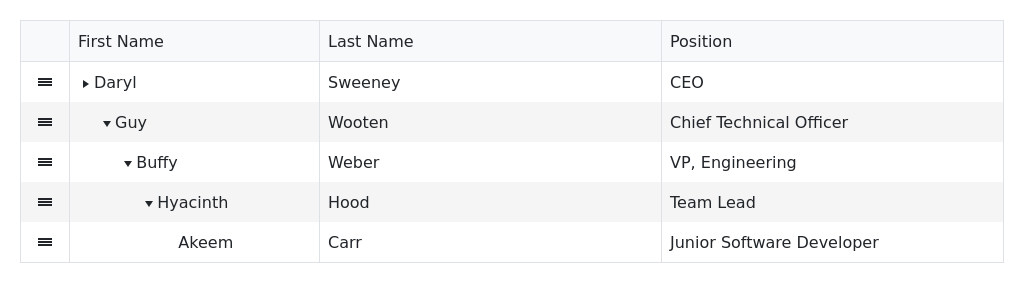 First Name Last Name Position
Daryl Sweeney CEO
Guy Wooten Chief Technical Officer
Buffy Weber VP, Engineering
Hyacinth Hood Team Lead
Akeem Carr Junior Software Developer